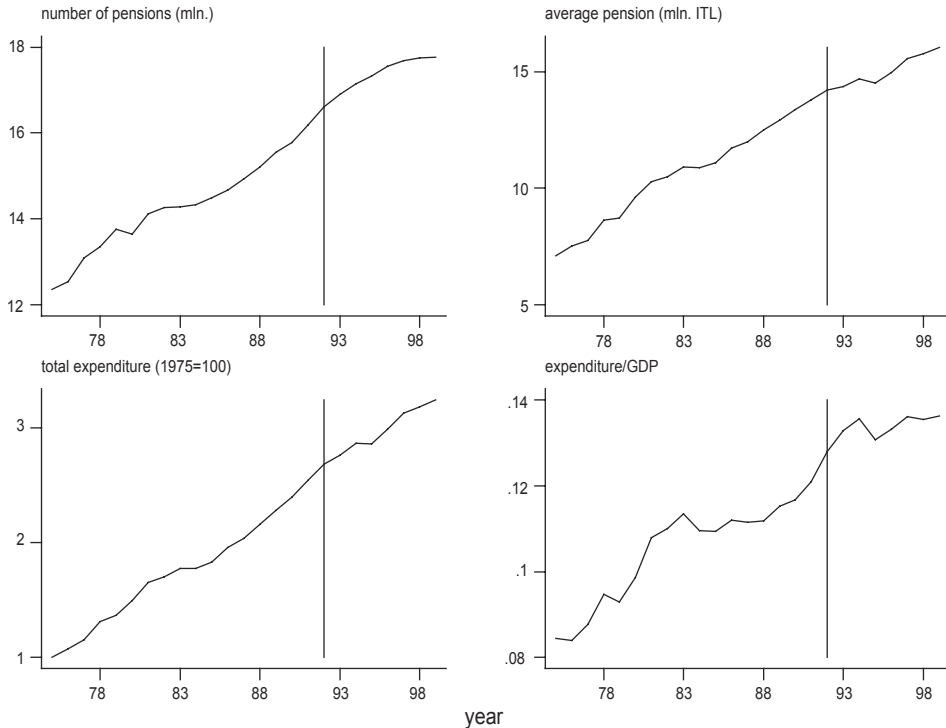 number of pensions (mln.)
18
16
14
12
78 83 88 93 98
average pension (mln. ITL)
15
10
5
78 83 88 93 98
total expenditure (1975=100)
3
2
1
78 83 88 93 98
expenditure/GDP
.14
.12
.1
.08
78 83 88 93 98
year